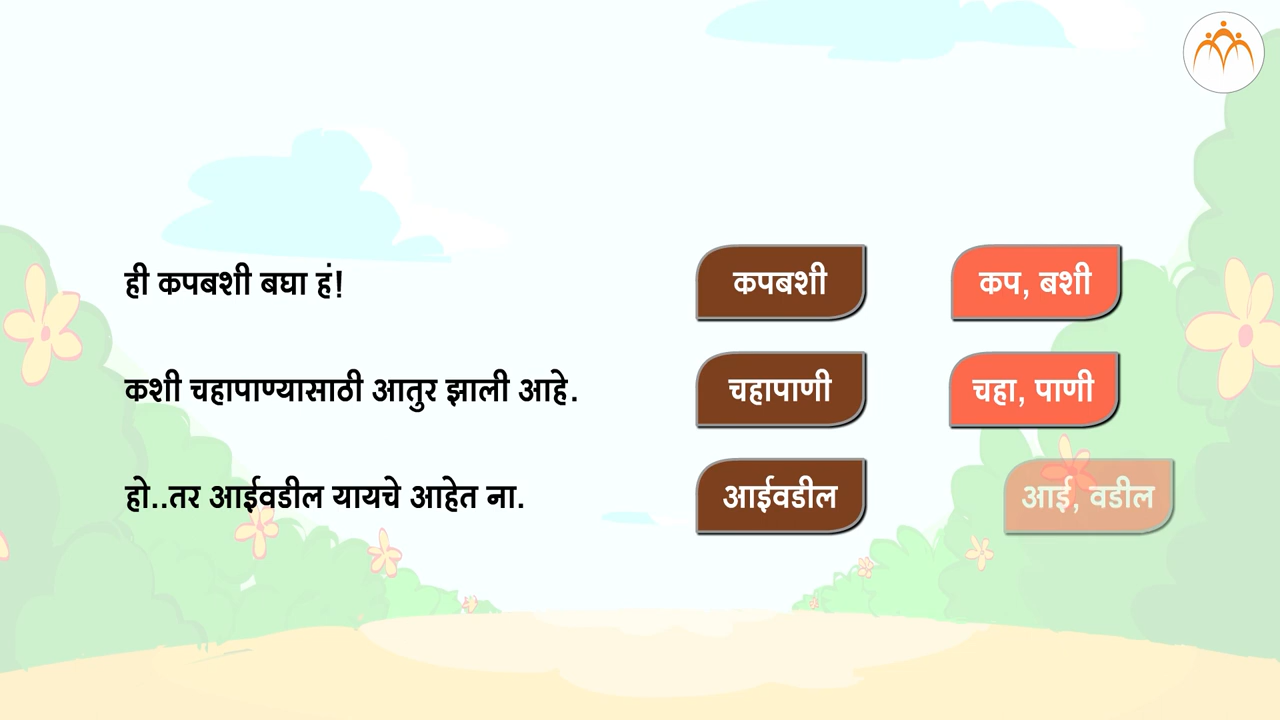 ही कपबशी बघा हं! कपबशी कप, बशी
कशी चहापाण्यासाठी आतुर झाली आहे. चहापाणी चहा, पाणी
हो..तर आईवडील यायचे आहेत ना. आईवडील आई, वडील